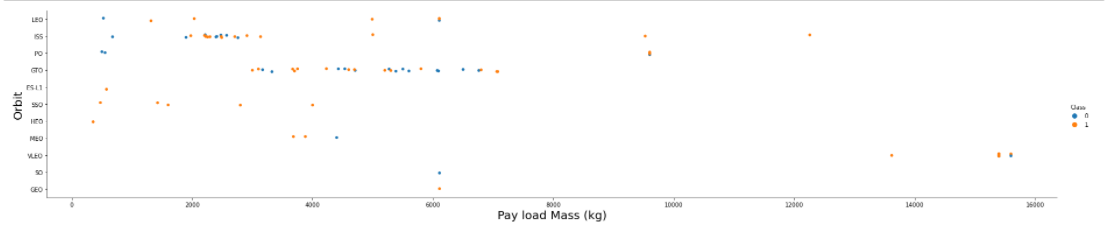 LEO
ISS
PO
GTO
ES-L1
SSO
HEO
MEO
VLEO
SO
GEO
Orbit
0 2000 4000 6000 8000 10000 12000 14000 16000
Pay load Mass (kg)
Class
0
1